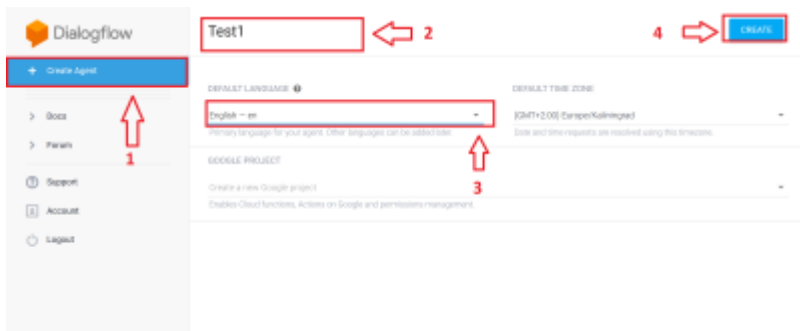 Dialogflow
Test1
2
4
CREATE
+ Create Agent
DEFAULT LANGUAGE
DEFAULT TIME ZONE
English — en
(GMT+2:00) Europe/Kaliningrad
Primary language for your agent. Other languages can be added later.
Date and time requests are resolved using this timezone.
> Docs
> Forum
1
3
GOOGLE PROJECT
Create a new Google project
Enables Cloud functions, Actions on Google and permissions management
Support
Account
Logout